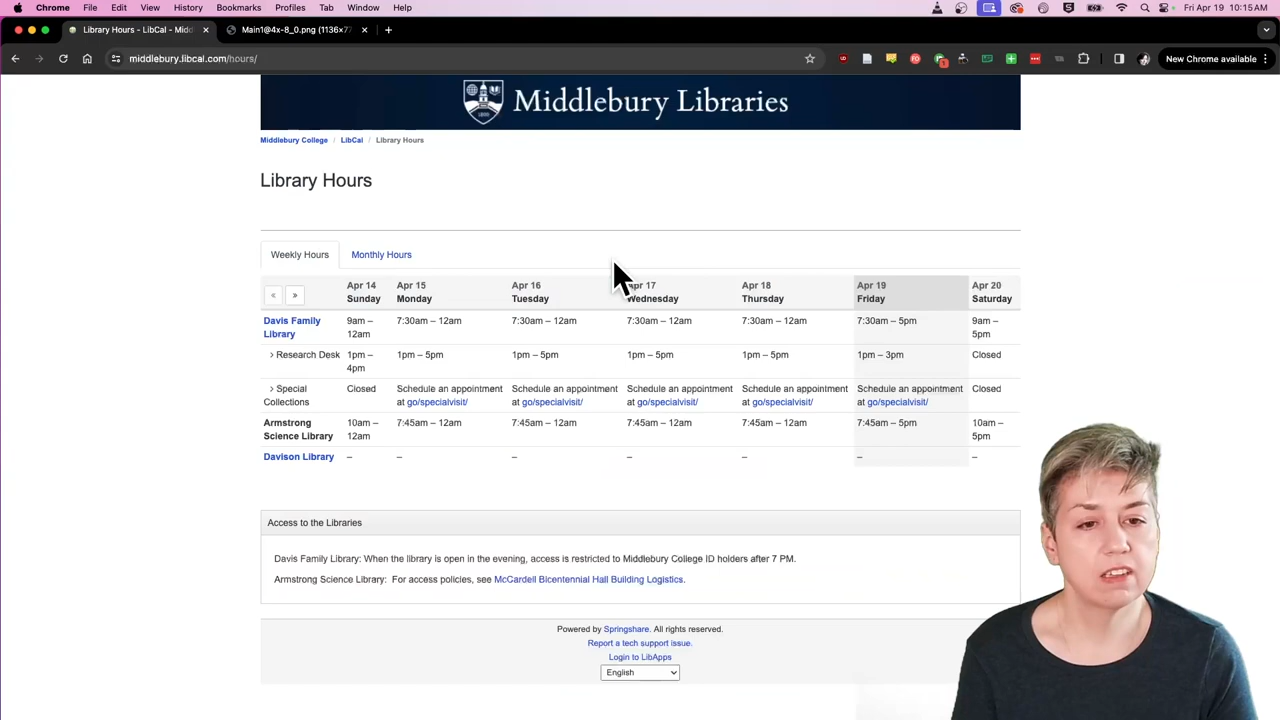 Chrome File Edit View History Bookmarks Profiles Tab Window Help Fri Apr 19 10:15AM
Library Hours - LibCal - Midd Main1@4x-8_0.png (1136×77
middlebury.libcal.com/hours/ New Chrome available
Middlebury Libraries
Middlebury College / LibCal / Library Hours
Library Hours
Weekly Hours Monthly Hours
« » Apr 14 Apr 15 Apr 16 17 Apr 18 Apr 19 Apr 20
Sunday Monday Tuesday Wednesday Thursday Friday Saturday
Davis Family 9am – 7:30am – 12am 7:30am – 12am 7:30am – 12am 7:30am – 12am 7:30am – 5pm 9am –
Library 12am 5pm
› Research Desk 1pm – 1pm – 5pm 1pm – 5pm 1pm – 5pm 1pm – 5pm 1pm – 3pm Closed
4pm
› Special Closed Schedule an appointment Schedule an appointment Schedule an appointment Schedule an appointment Schedule an appointment Closed
Collections at go/specialvisit/ at go/specialvisit/ at go/specialvisit/ at go/specialvisit/ at go/specialvisit/
Armstrong 10am – 7:45am – 12am 7:45am – 12am 7:45am – 12am 7:45am – 12am 7:45am – 5pm 10am –
Science Library 12am 5pm
Davison Library – – – – – – –
Access to the Libraries
Davis Family Library: When the library is open in the evening, access is restricted to Middlebury College ID holders after 7 PM.
Armstrong Science Library: For access policies, see McCardell Bicentennial Hall Building Logistics.
Powered by Springshare. All rights reserved.
Report a tech support issue.
Login to LibApps
English